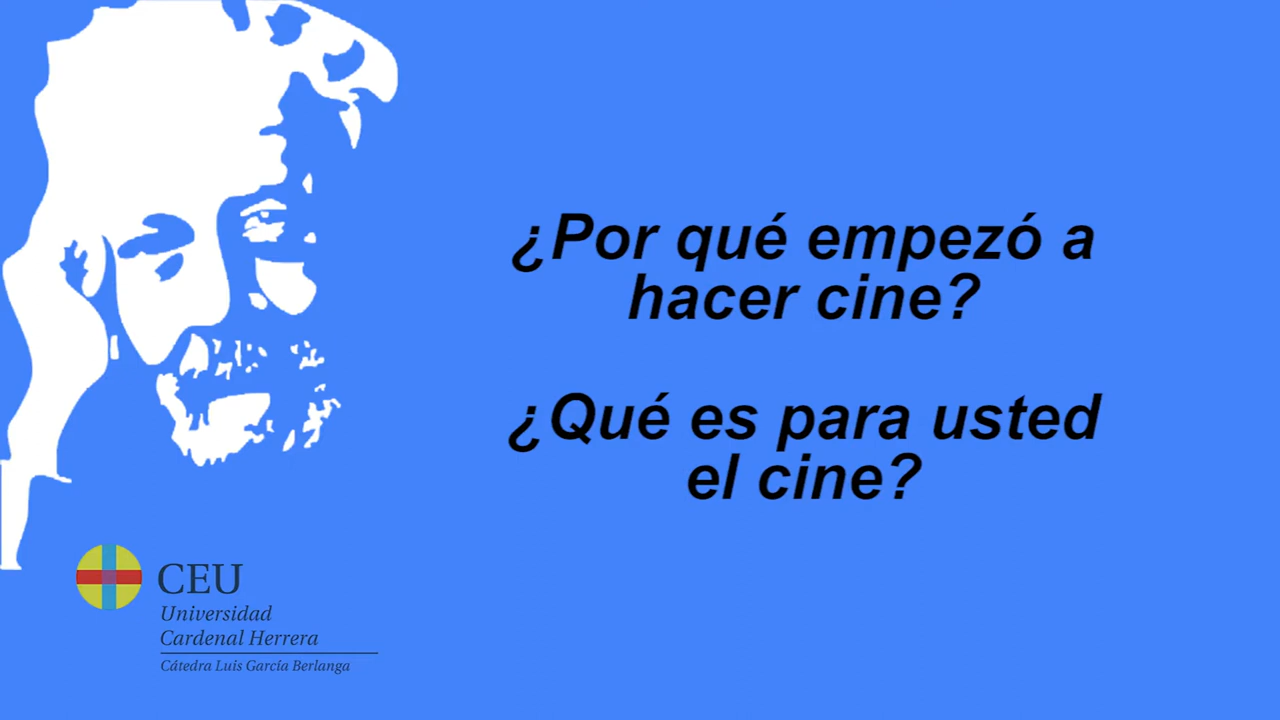 ¿Por qué empezó a
hacer cine?
¿Qué es para usted
el cine?
CEU
Universidad
Cardenal Herrera
Cátedra Luis García Berlanga